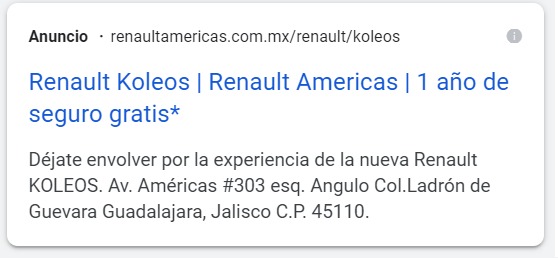 Anuncio · renaultamericas.com.mx/renault/koleos
Renault Koleos | Renault Americas | 1 año de
seguro gratis*
Déjate envolver por la experiencia de la nueva Renault
KOLEOS. Av. Américas #303 esq. Angulo Col.Ladrón de
Guevara Guadalajara, Jalisco C.P. 45110.